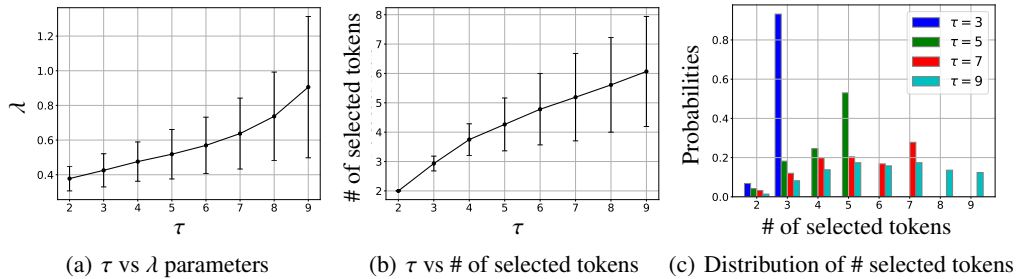 1.2
1.0
0.8
0.6
0.4
λ
2 3 4 5 6 7 8 9
τ
(a) τ vs λ parameters
8
7
6
5
4
3
2
# of selected tokens
2 3 4 5 6 7 8 9
τ
(b) τ vs # of selected tokens
τ = 3
τ = 5
τ = 7
τ = 9
0.8
0.6
0.4
0.2
0.0
Probabilities
2 3 4 5 6 7 8 9
# of selected tokens
(c) Distribution of # selected tokens